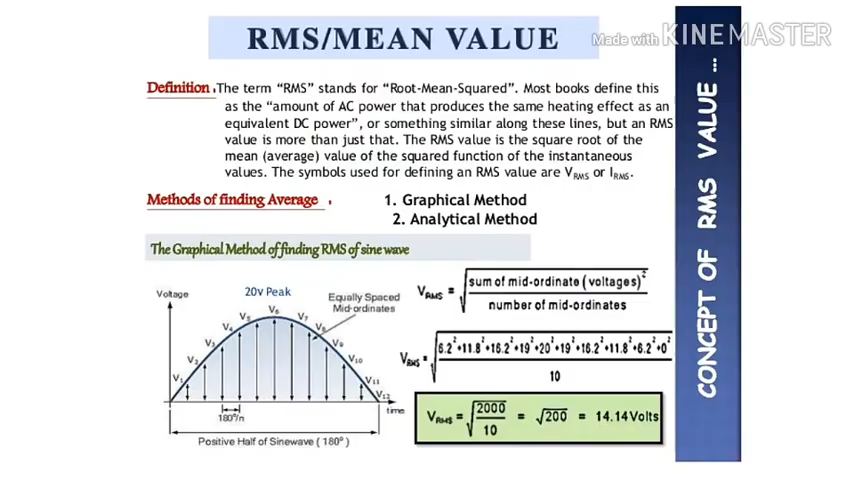 RMS/MEAN VALUE
Made with KINEMASTER
Definition : The term “RMS” stands for “Root-Mean-Squared”. Most books define this
as the “amount of AC power that produces the same heating effect as an
equivalent DC power”, or something similar along these lines, but an RMS
value is more than just that. The RMS value is the square root of the
mean (average) value of the squared function of the instantaneous
values. The symbols used for defining an RMS value are VRMS or IRMS.
Methods of finding Average :
1. Graphical Method
2. Analytical Method
The Graphical Method of finding RMS of sine wave
Voltage
20v Peak
Equally Spaced
Mid-ordinates
V1
V2
V3
V4
V5
V6
V7
V8
V9
V10
V11
V12
180°/n
time
Positive Half of Sinewave ( 180° )
VRMS = √ sum of mid-ordinate (voltages)²
number of mid-ordinates
VRMS = √ 6.2²+11.8²+16.2²+19²+20²+19²+16.2²+11.8²+6.2²+0²
10
VRMS = √ 2000 / 10 = √200 = 14.14 Volts
CONCEPT OF RMS VALUE ...